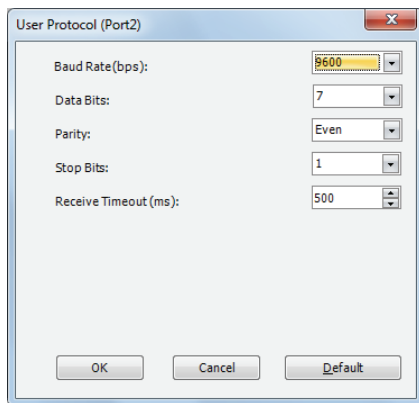 User Protocol (Port2)
Baud Rate(bps): 9600
Data Bits: 7
Parity: Even
Stop Bits: 1
Receive Timeout (ms): 500
OK Cancel Default